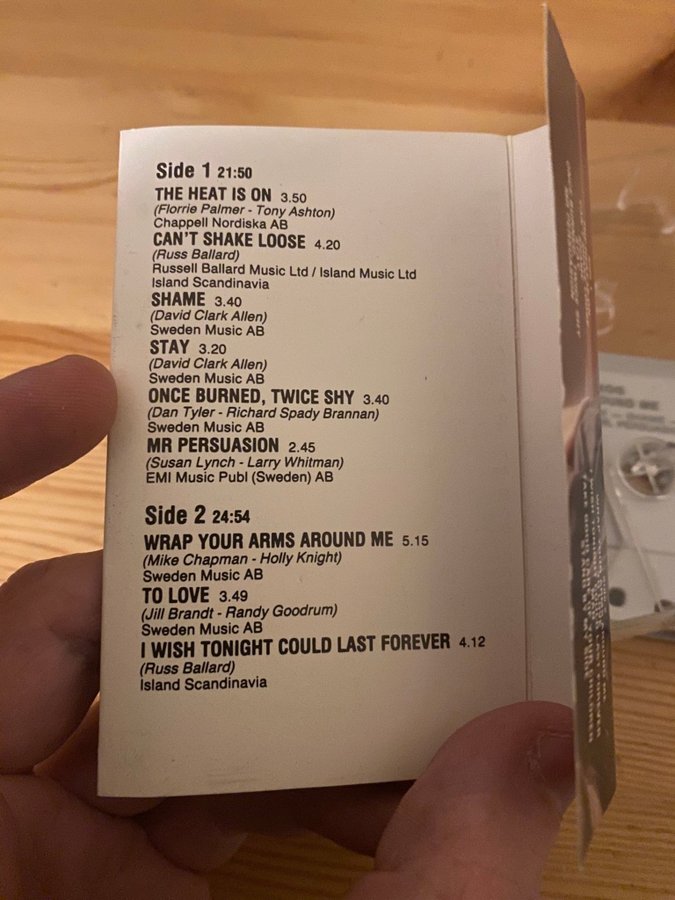 Side 1 21:50
THE HEAT IS ON 3.50
(Florrie Palmer - Tony Ashton)
Chappell Nordiska AB
CAN'T SHAKE LOOSE 4.20
(Russ Ballard)
Russell Ballard Music Ltd / Island Music Ltd
Island Scandinavia
SHAME 3.40
(David Clark Allen)
Sweden Music AB
STAY 3.20
(David Clark Allen)
Sweden Music AB
ONCE BURNED, TWICE SHY 3.40
(Dan Tyler - Richard Spady Brannan)
Sweden Music AB
MR PERSUASION 2.45
(Susan Lynch - Larry Whitman)
EMI Music Publ (Sweden) AB
Side 2 24:54
WRAP YOUR ARMS AROUND ME 5.15
(Mike Chapman - Holly Knight)
Sweden Music AB
TO LOVE 3.49
(Jill Brandt - Randy Goodrum)
Sweden Music AB
I WISH TONIGHT COULD LAST FOREVER 4.12
(Russ Ballard)
Island Scandinavia